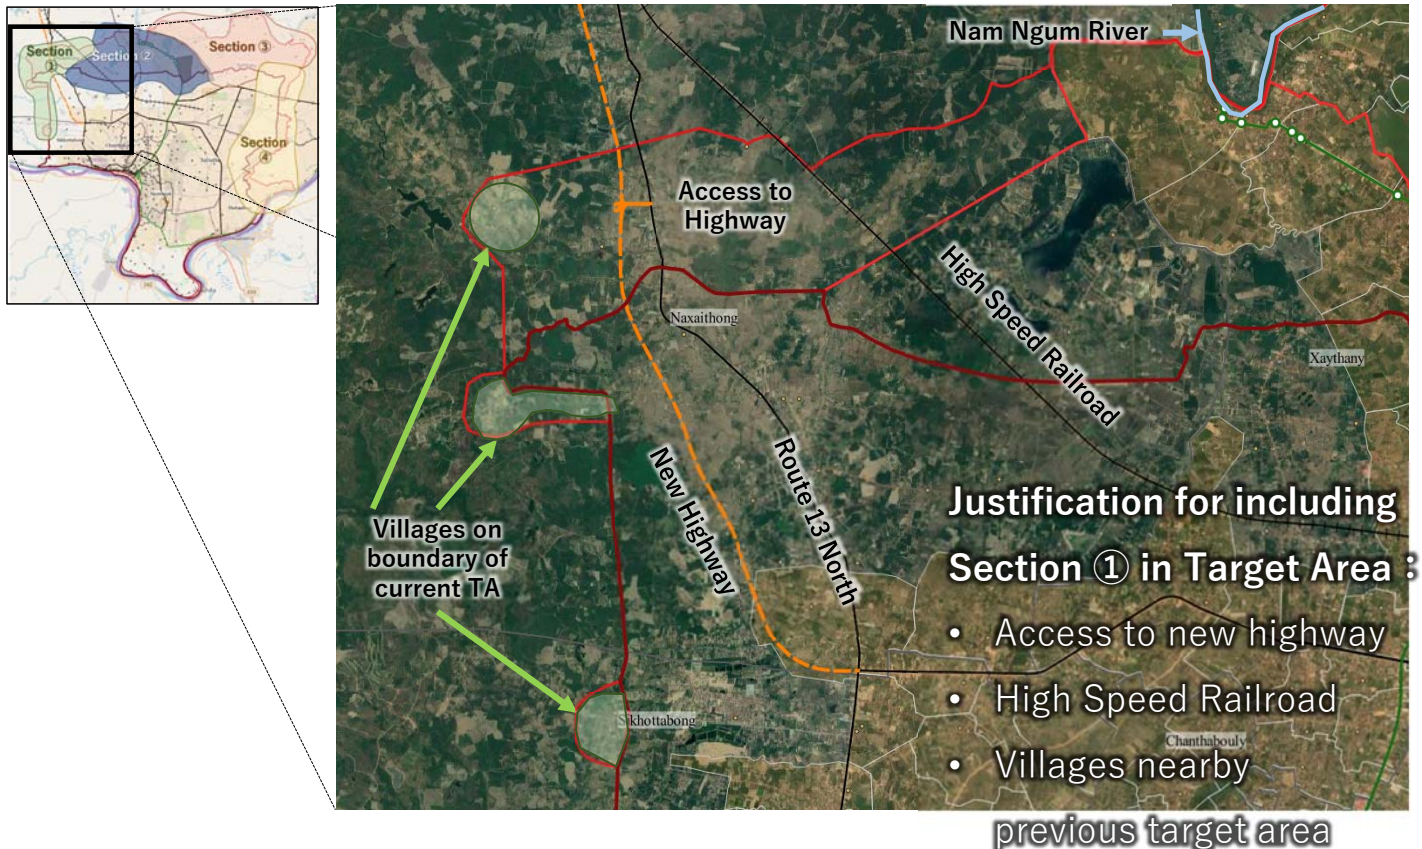 Section
①
Section ②
Section ③
Section
④
Nam Ngum River
Access to
Highway
High Speed Railroad
Naxaithong
Xaythany
New Highway
Route 13 North
Villages on
boundary of
current TA
Sikhottabong
Chanthabouly
Justification for including
Section ① in Target Area：
• Access to new highway
• High Speed Railroad
• Villages nearby
previous target area